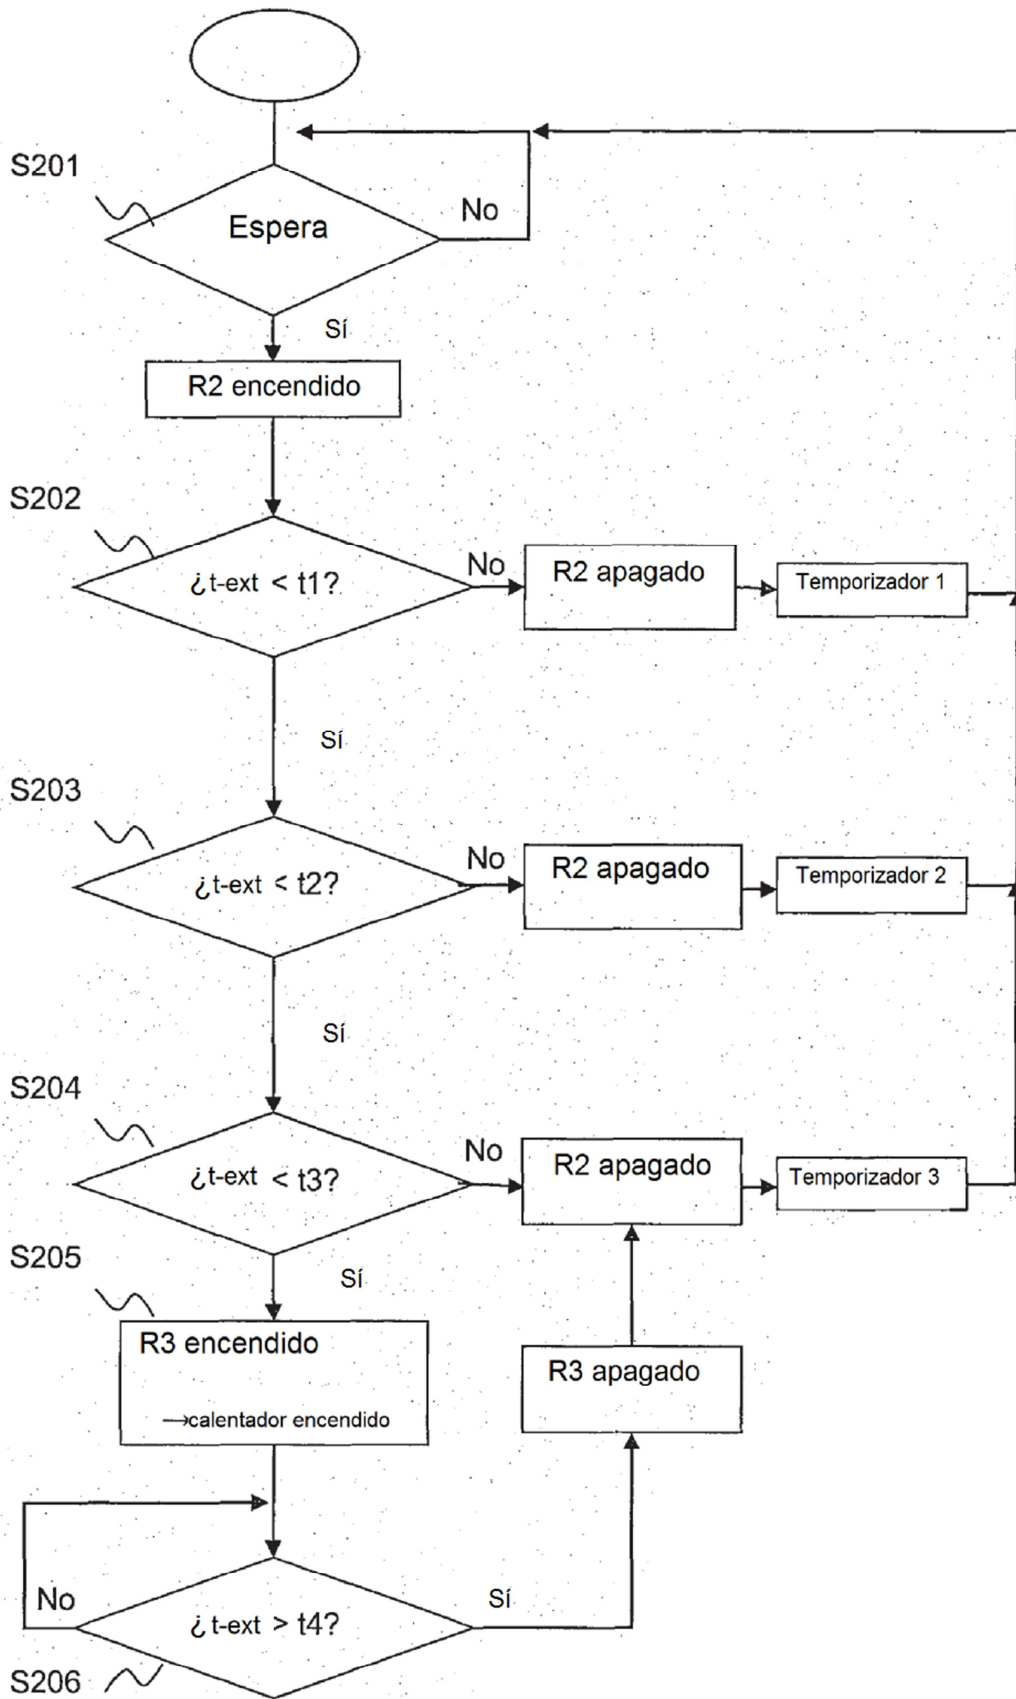 S201
Espera
No
Sí
R2 encendido
S202
¿t-ext < t1?
No
R2 apagado
Temporizador 1
Sí
S203
¿t-ext < t2?
No
R2 apagado
Temporizador 2
Sí
S204
¿t-ext < t3?
No
R2 apagado
Temporizador 3
S205
Sí
R3 encendido
→calentador encendido
R3 apagado
No
¿t-ext > t4?
Sí
S206